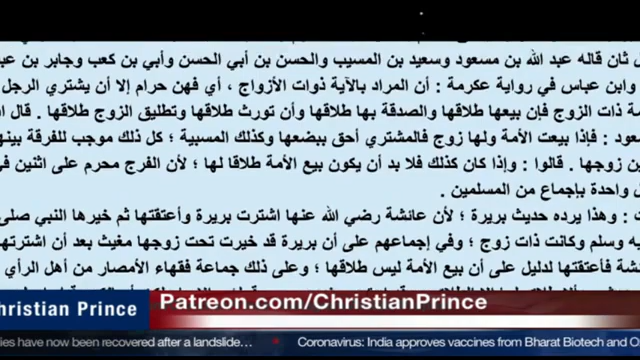 ثان قاله عبد الله بن مسعود وسعيد بن المسيب والحسن بن أبي الحسن وأبي بن كعب وجابر بن عبد
وابن عباس في رواية عكرمة : أن المراد بالآية ذوات الأزواج ، أي فهن حرام إلا أن يشتري الرجل
ة ذات الزوج فإن بيعها طلاقها والصدقة بها طلاقها وأن تورث طلاقها وتطليق الزوج طلاقها . قال ا
عود : فإذا بيعت الأمة ولها زوج فالمشتري أحق ببضعها وكذلك المسبية ؛ كل ذلك موجب للفرقة بينه
ن زوجها . قالوا : وإذا كان كذلك فلا بد أن يكون بيع الأمة طلاقا لها ؛ لأن الفرج محرم على اثنين في
واحدة بإجماع من المسلمين .
ت : وهذا يرده حديث بريرة ؛ لأن عائشة رضي الله عنها اشترت بريرة وأعتقتها ثم خيرها النبي صلى
يه وسلم وكانت ذات زوج ؛ وفي إجماعهم على أن بريرة قد خيرت تحت زوجها مغيث بعد أن اشترتها
ئشة فأعتقتها لدليل على أن بيع الأمة ليس طلاقها ؛ وعلى ذلك جماعة فقهاء الأمصار من أهل الرأي و
Christian Prince
Patreon.com/ChristianPrince
ies have now been recovered after a landslide… Coronavirus: India approves vaccines from Bharat Biotech and O